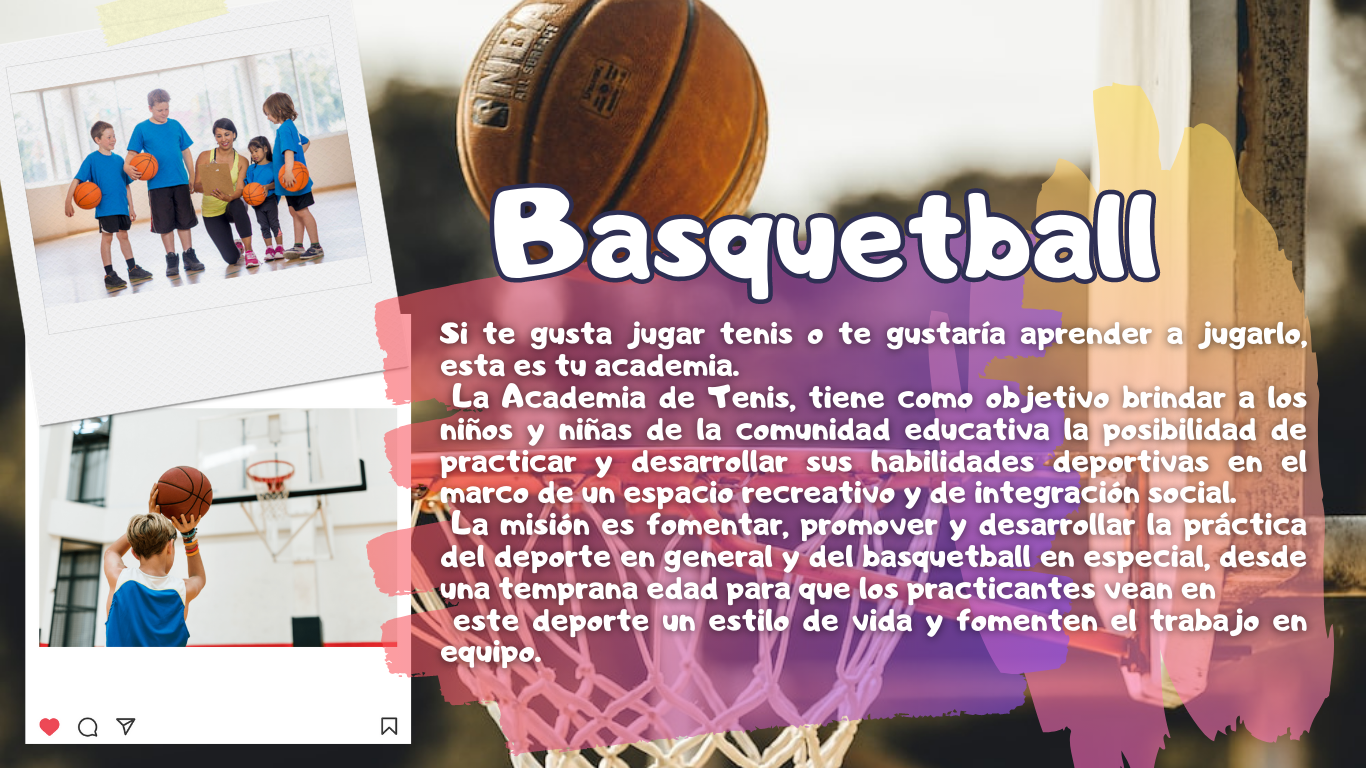 NBA
ALL SURFACE
Basquetball
Si te gusta jugar tenis o te gustaría aprender a jugarlo,
esta es tu academia.
La Academia de Tenis, tiene como objetivo brindar a los
niños y niñas de la comunidad educativa la posibilidad de
practicar y desarrollar sus habilidades deportivas en el
marco de un espacio recreativo y de integración social.
La misión es fomentar, promover y desarrollar la práctica
del deporte en general y del basquetball en especial, desde
una temprana edad para que los practicantes vean en
este deporte un estilo de vida y fomenten el trabajo en
equipo.